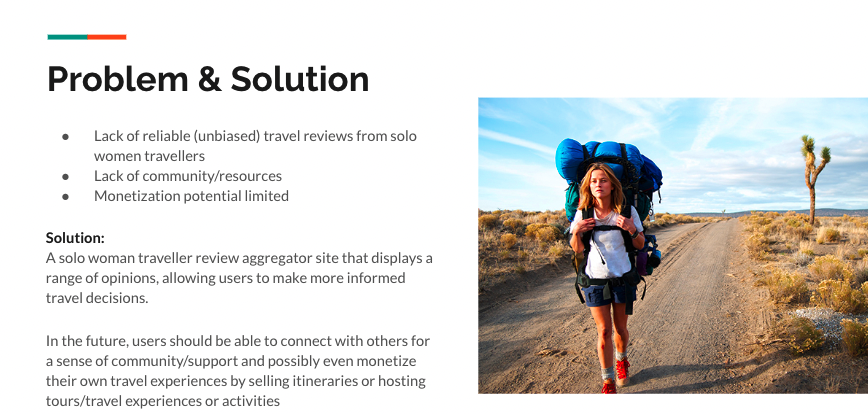 Problem & Solution
● Lack of reliable (unbiased) travel reviews from solo
women travellers
● Lack of community/resources
● Monetization potential limited
Solution:
A solo woman traveller review aggregator site that displays a
range of opinions, allowing users to make more informed
travel decisions.
In the future, users should be able to connect with others for
a sense of community/support and possibly even monetize
their own travel experiences by selling itineraries or hosting
tours/travel experiences or activities